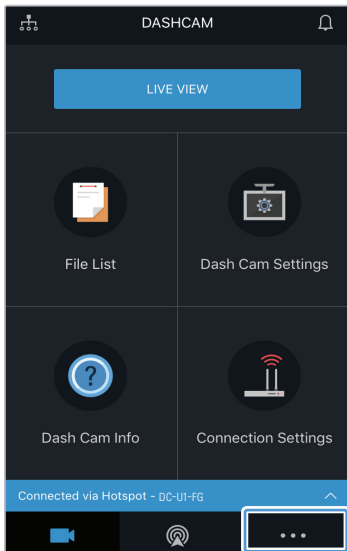 DASHCAM
LIVE VIEW
File List
Dash Cam Settings
Dash Cam Info
Connection Settings
Connected via Hotspot - DC-U1-FG